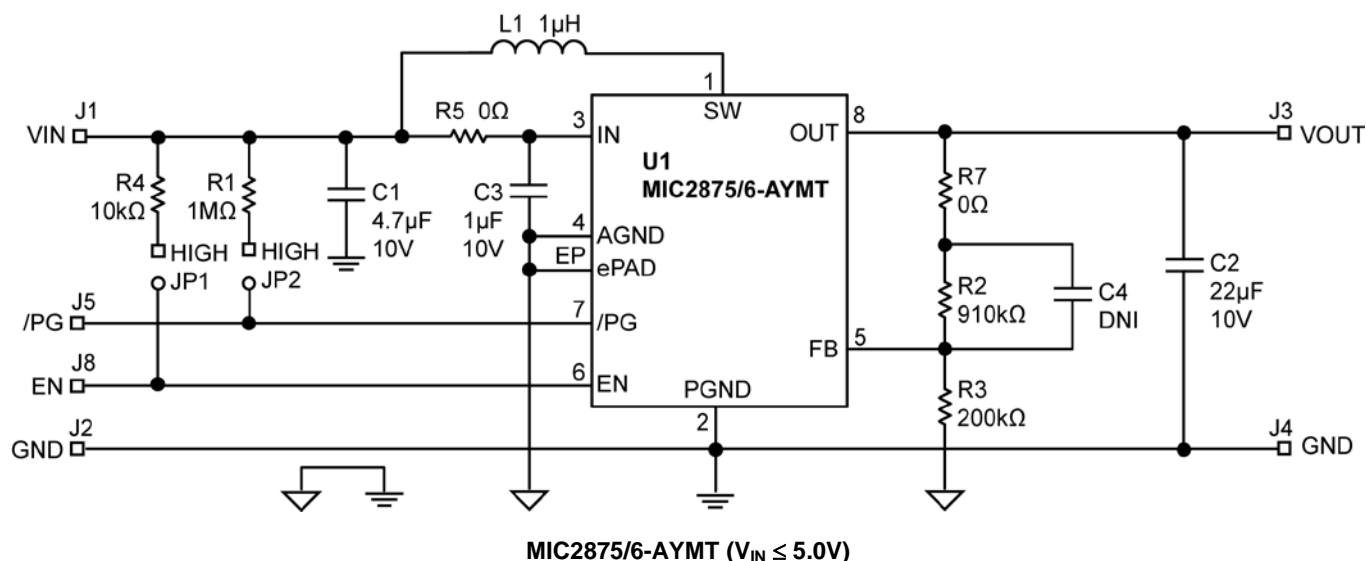 L1 1µH
J1
VIN
R5 0Ω
3
IN
1
SW
OUT
8
J3
VOUT
U1
MIC2875/6-AYMT
R4
10kΩ
R1
1MΩ
C1
4.7µF
10V
C3
1µF
10V
R7
0Ω
HIGH
JP1
HIGH
JP2
4
AGND
EP
ePAD
R2
910kΩ
C4
DNI
C2
22µF
10V
J5
/PG
7
/PG
FB
5
J8
EN
6
EN
PGND
2
R3
200kΩ
J2
GND
J4
GND
MIC2875/6-AYMT (VIN ≤ 5.0V)